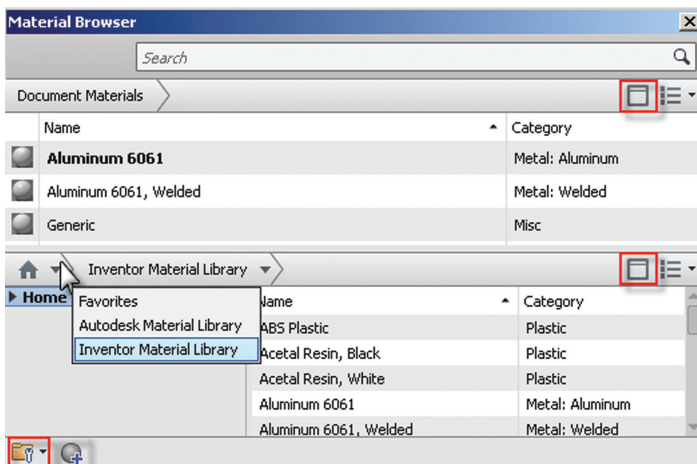 Material Browser
Search
Document Materials
Name Category
Aluminum 6061 Metal: Aluminum
Aluminum 6061, Welded Metal: Welded
Generic Misc
Inventor Material Library
Home
Favorites
Autodesk Material Library
Inventor Material Library
Name Category
ABS Plastic Plastic
Acetal Resin, Black Plastic
Acetal Resin, White Plastic
Aluminum 6061 Metal: Aluminum
Aluminum 6061, Welded Metal: Welded